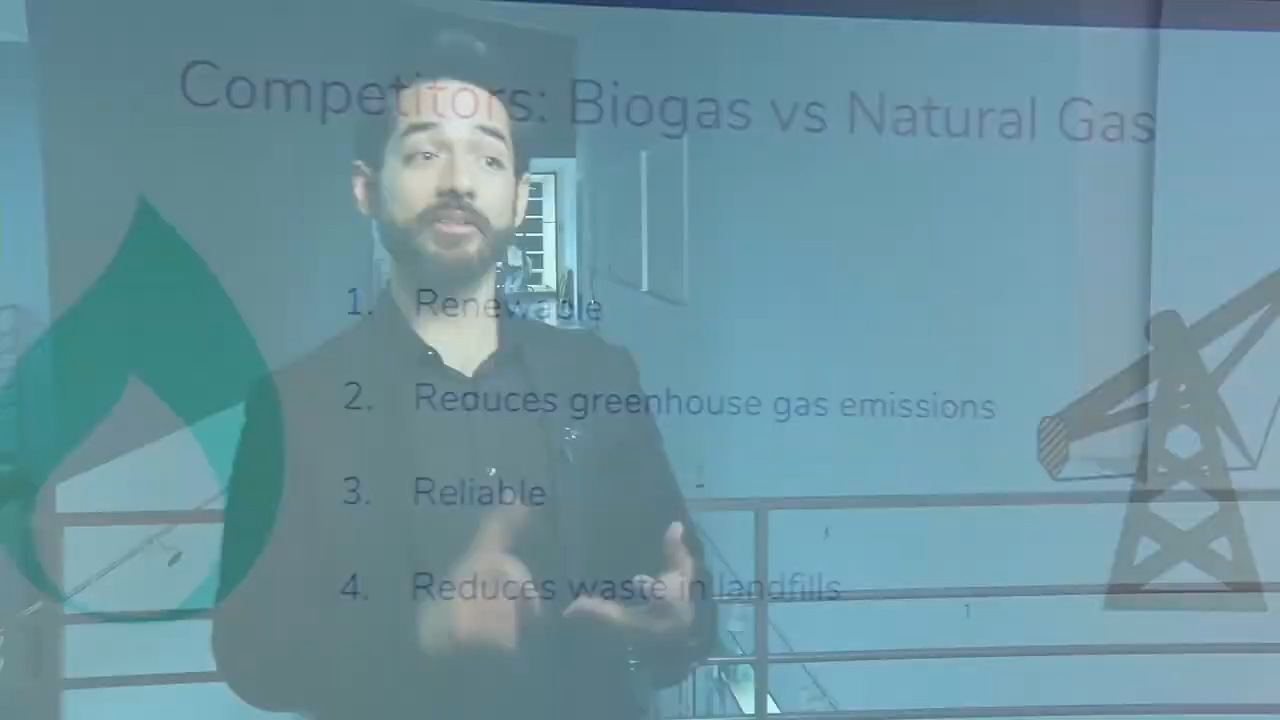 Competitors: Biogas vs Natural Gas
1. Renewable
2. Reduces greenhouse gas emissions
3. Reliable
4. Reduces waste in landfills